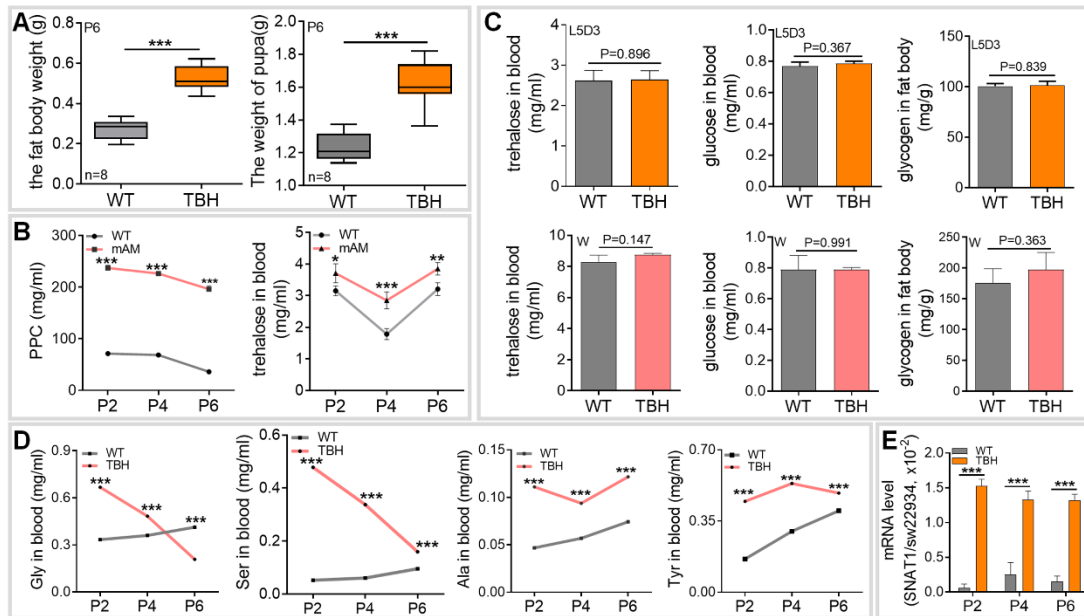 A
the fat body weight (g)
P6
***
0.8
0.6
0.4
0.2
0.0
n=8
WT
TBH
The weight of pupa(g)
P6
***
2.0
1.8
1.6
1.4
1.2
1.0
n=8
WT
TBH
B
WT
mAM
PPC (mg/ml)
300
200
100
0
***
***
***
P2
P4
P6
WT
mAM
trehalose in blood
(mg/ml)
5
4
3
2
1
0
*
***
**
P2
P4
P6
C
L5D3
P=0.896
trehalose in blood
(mg/ml)
4
3
2
1
0
WT
TBH
L5D3
P=0.367
glucose in blood
(mg/ml)
1.0
0.8
0.6
0.4
0.2
0.0
WT
TBH
L5D3
P=0.839
glycogen in fat body
(mg/g)
150
100
50
0
WT
TBH
W
P=0.147
trehalose in blood
(mg/ml)
10
8
6
4
2
0
WT
TBH
W
P=0.991
glucose in blood
(mg/ml)
1.0
0.8
0.6
0.4
0.2
0.0
WT
TBH
W
P=0.363
glycogen in fat body
(mg/g)
250
200
150
100
50
0
WT
TBH
D
WT
TBH
Gly in blood (mg/ml)
0.9
0.6
0.3
0.0
***
***
***
P2
P4
P6
WT
TBH
Ser in blood (mg/ml)
0.6
0.4
0.2
0.0
***
***
***
P2
P4
P6
WT
TBH
Ala in blood (mg/ml)
0.15
0.10
0.05
0.00
***
***
***
P2
P4
P6
WT
TBH
Tyr in blood (mg/ml)
0.70
0.35
0.00
***
***
***
P2
P4
P6
E
WT
TBH
mRNA level
(SNAT1/sw22934, x10-2)
2.0
1.5
1.0
0.5
0.0
***
***
***
P2
P4
P6